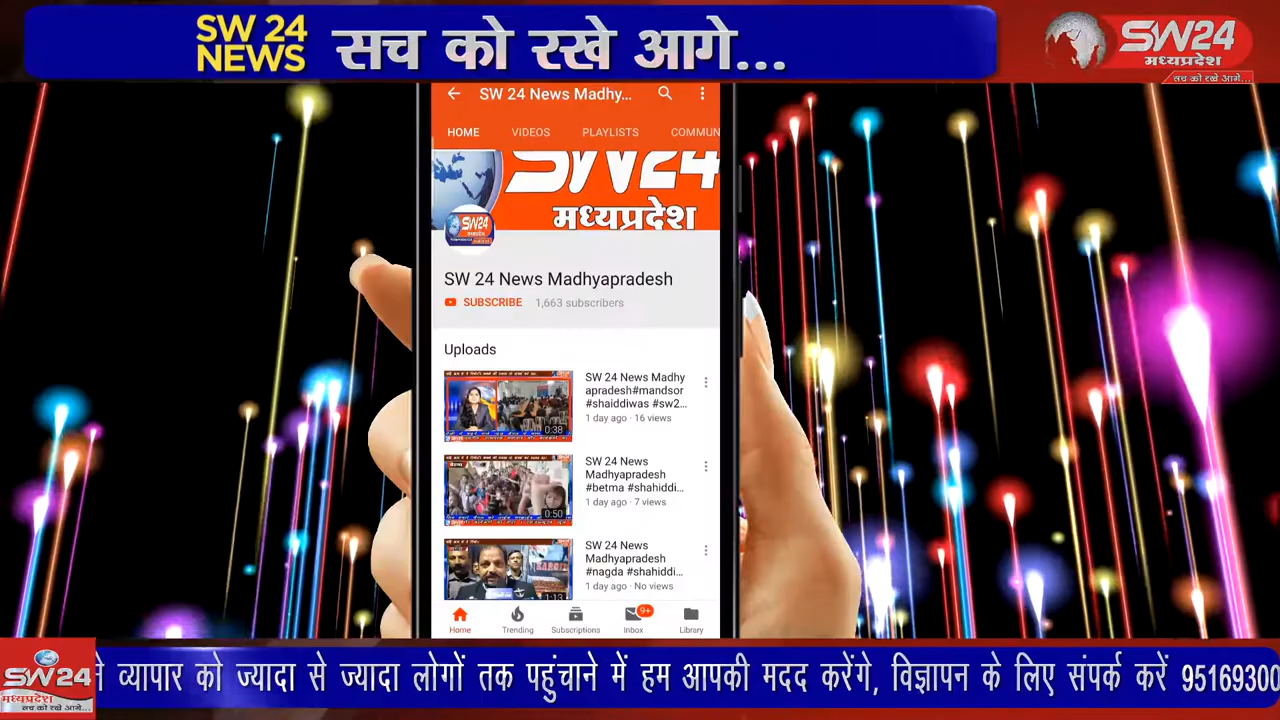 SW 24
NEWS
सच को रखे आगे...
SW24
मध्यप्रदेश
सच को रखे आगे...
SW 24 News Madhy...
HOME VIDEOS PLAYLISTS COMMUN
SW24
मध्यप्रदेश
SW24
SW 24 News Madhyapradesh
SUBSCRIBE 1,663 subscribers
Uploads
SW 24 News Madhy
apradesh#mandsor
#shaiddiwas #sw2...
1 day ago · 16 views
0:38
SW 24 News
Madhyapradesh
#betma #shahiddi...
1 day ago · 7 views
0:50
SW 24 News
Madhyapradesh
#nagda #shahiddi...
1 day ago · No views
1:13
9+
Home Trending Subscriptions Inbox Library
SW24
मध्यप्रदेश
सच को रखे आगे...
व्यापार को ज्यादा से ज्यादा लोगों तक पहुंचाने में हम आपकी मदद करेंगे, विज्ञापन के लिए संपर्क करें 95169300